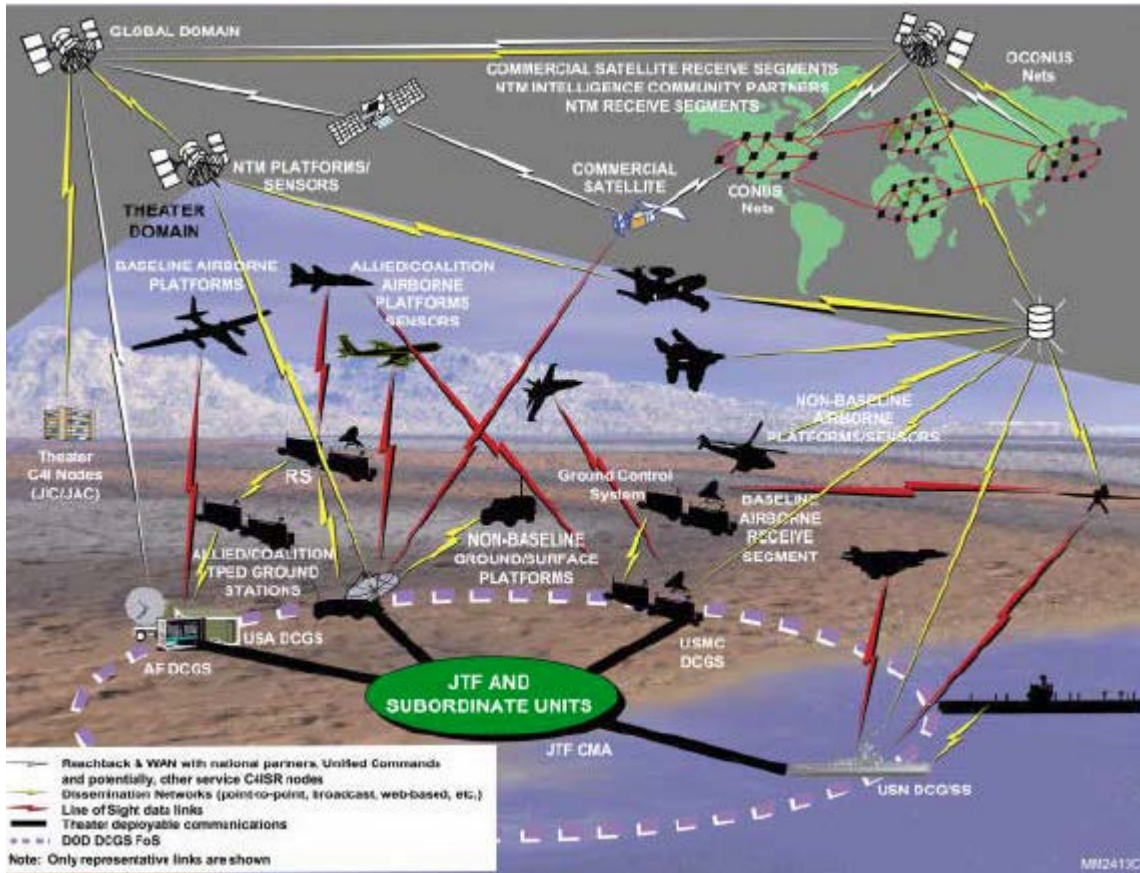 GLOBAL DOMAIN
COMMERCIAL SATELLITE RECEIVE SEGMENTS
NTM INTELLIGENCE COMMUNITY PARTNERS
NTM RECEIVE SEGMENTS
OCONUS
Nets
NTM PLATFORMS/
SENSORS
COMMERCIAL
SATELLITE
CONUS
Nets
THEATER
DOMAIN
BASELINE AIRBORNE
PLATFORMS
ALLIED/COALITION
AIRBORNE
PLATFORMS
SENSORS
NON-BASELINE
AIRBORNE
PLATFORMS/SENSORS
Theater
C4I Nodes
(JIC/JAC)
RS
Ground Control
System
BASELINE
AIRBORNE
RECEIVE
SEGMENT
ALLIED/COALITION
TPED GROUND
STATIONS
NON-BASELINE
GROUND/SURFACE
PLATFORMS
USA DCGS
AF DCGS
USMC
DCGS
JTF AND
SUBORDINATE UNITS
JTF CMA
USN DCG/SS
Reachback & WAN with national partners, Unified Commands
and potentially, other service C4ISR nodes
Dissemination Networks (point-to-point, broadcast, web-based, etc.)
Line of Sight data links
Theater deployable communications
DOD DCGS FoS
Note: Only representative links are shown
MM2413C